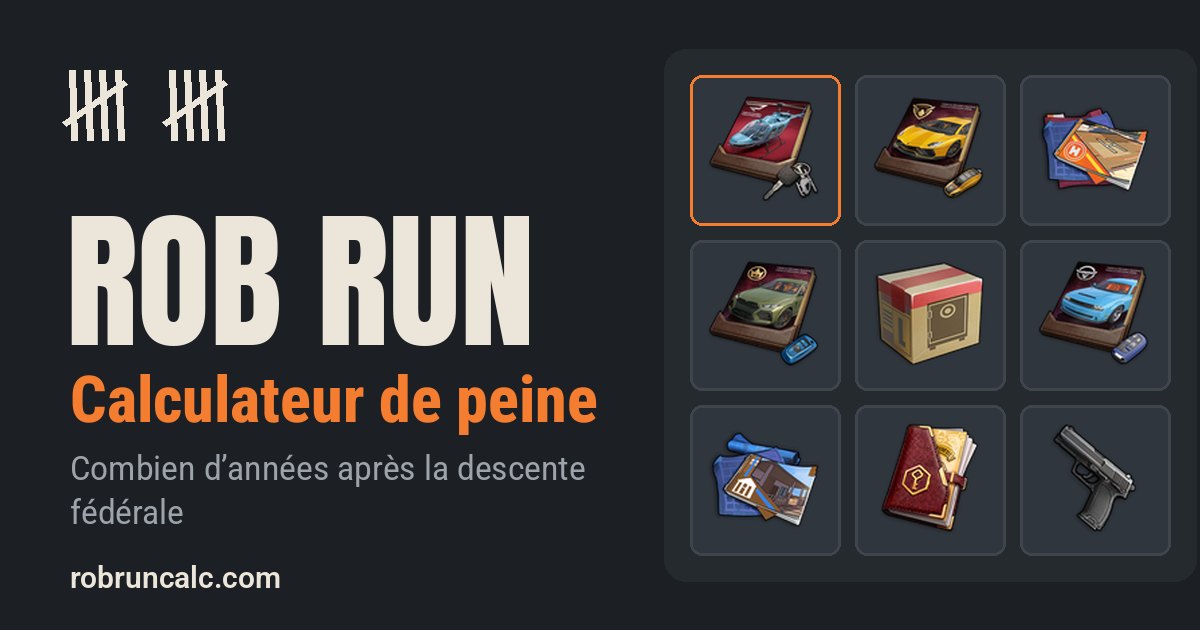 ROB RUN
Calculateur de peine
Combien d’années après la descente
fédérale
robruncalc.com